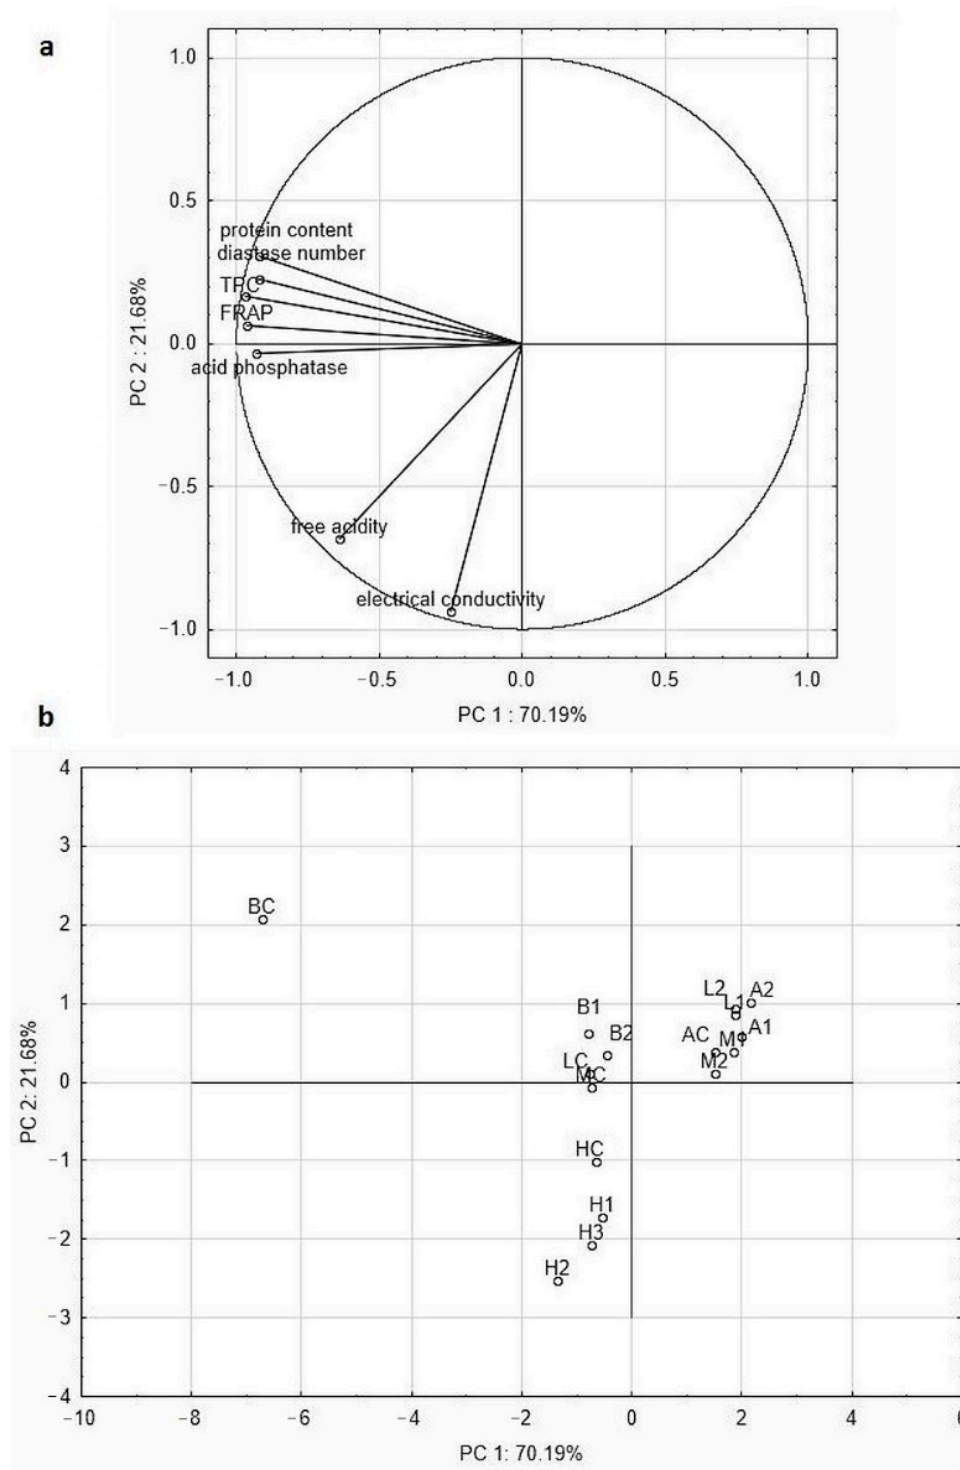 a
1.0
0.5
protein content
diastase number
TPC
FRAP
0.0
acid phosphatase
−0.5
free acidity
electrical conductivity
−1.0
PC 2 : 21.68%
−1.0 −0.5 0.0 0.5 1.0
PC 1 : 70.19%
b
4
3
BC
2
L2 L1 A2
1
B1
B2 AC M1 A1
LC M2
MC
0
HC
−1
H1
−2
H3
H2
−3
−4
PC 2: 21.68%
−10 −8 −6 −4 −2 0 2 4 6
PC 1: 70.19%